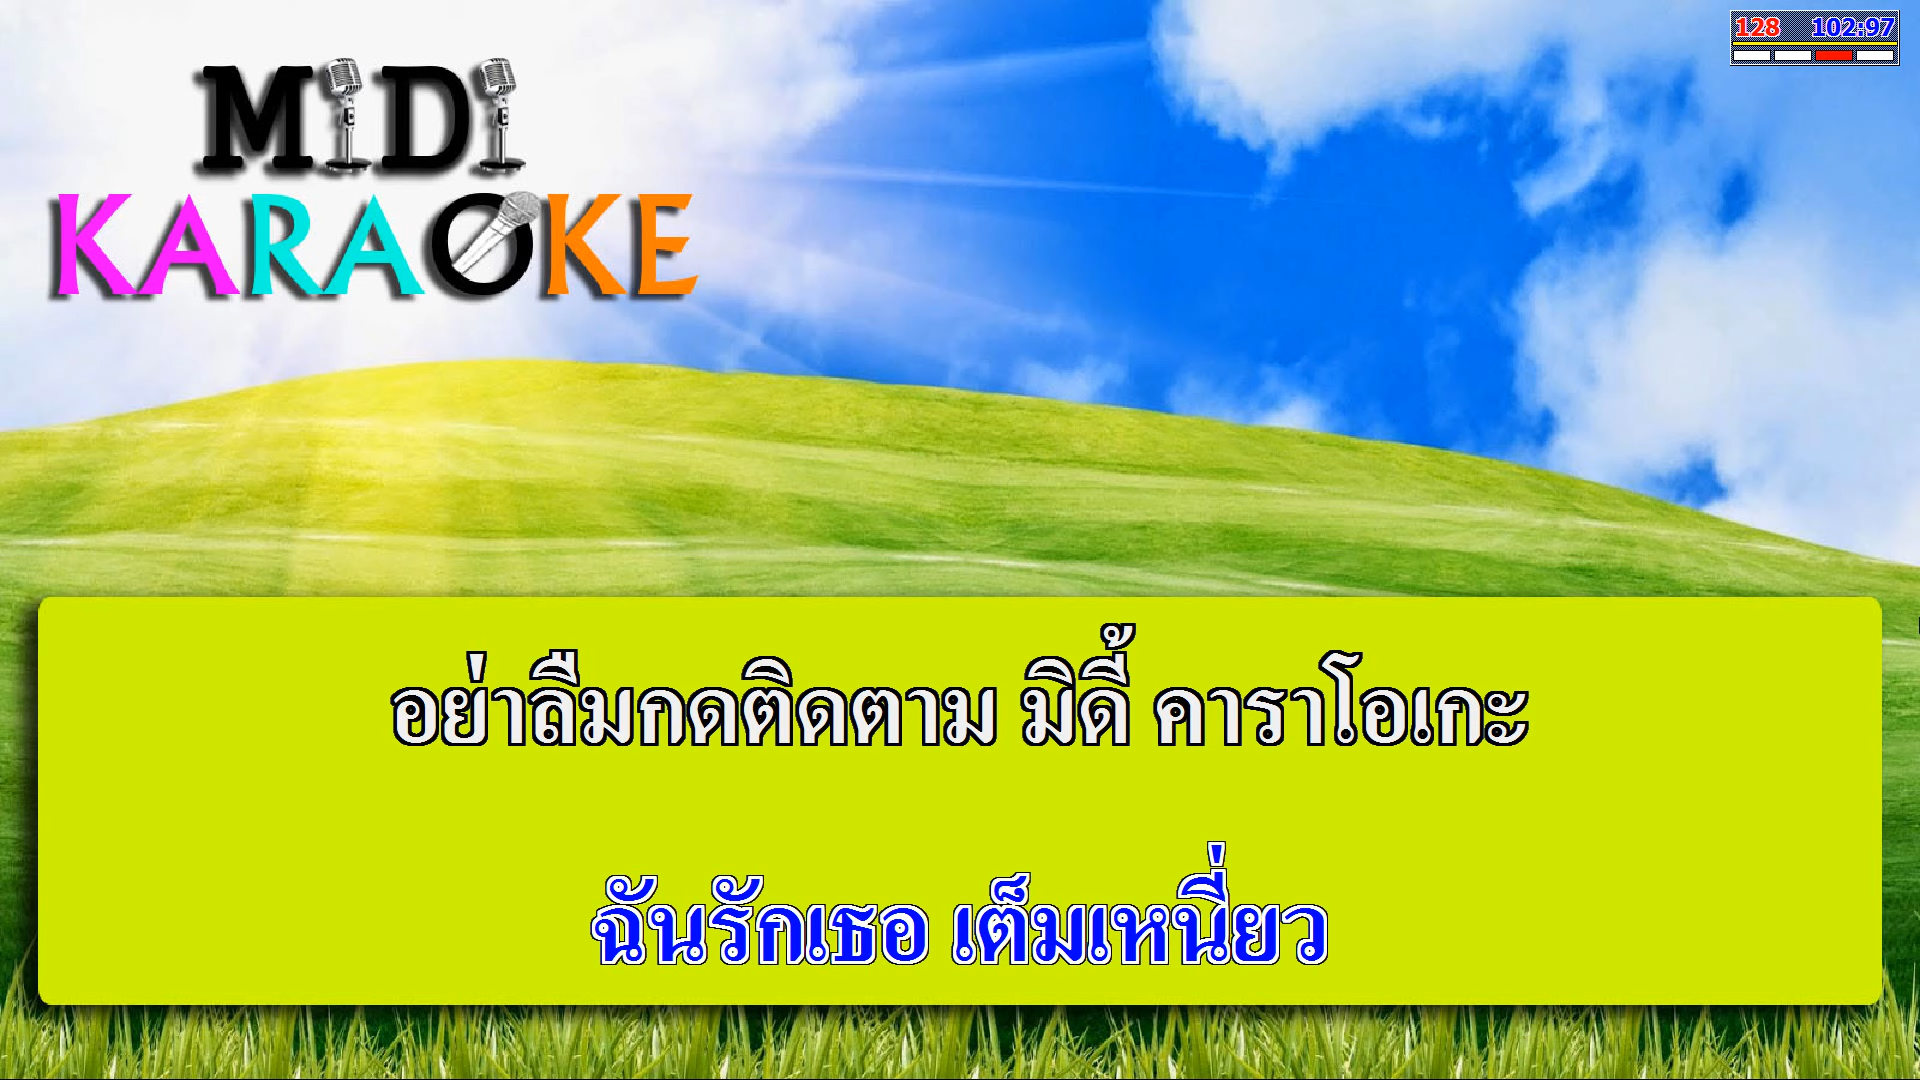 128 102:97
MiDi
KARAOKE
อย่าลืมกดติดตาม มิดี้ คาราโอเกะ
ฉันรักเธอ เต็มเหนี่ยว